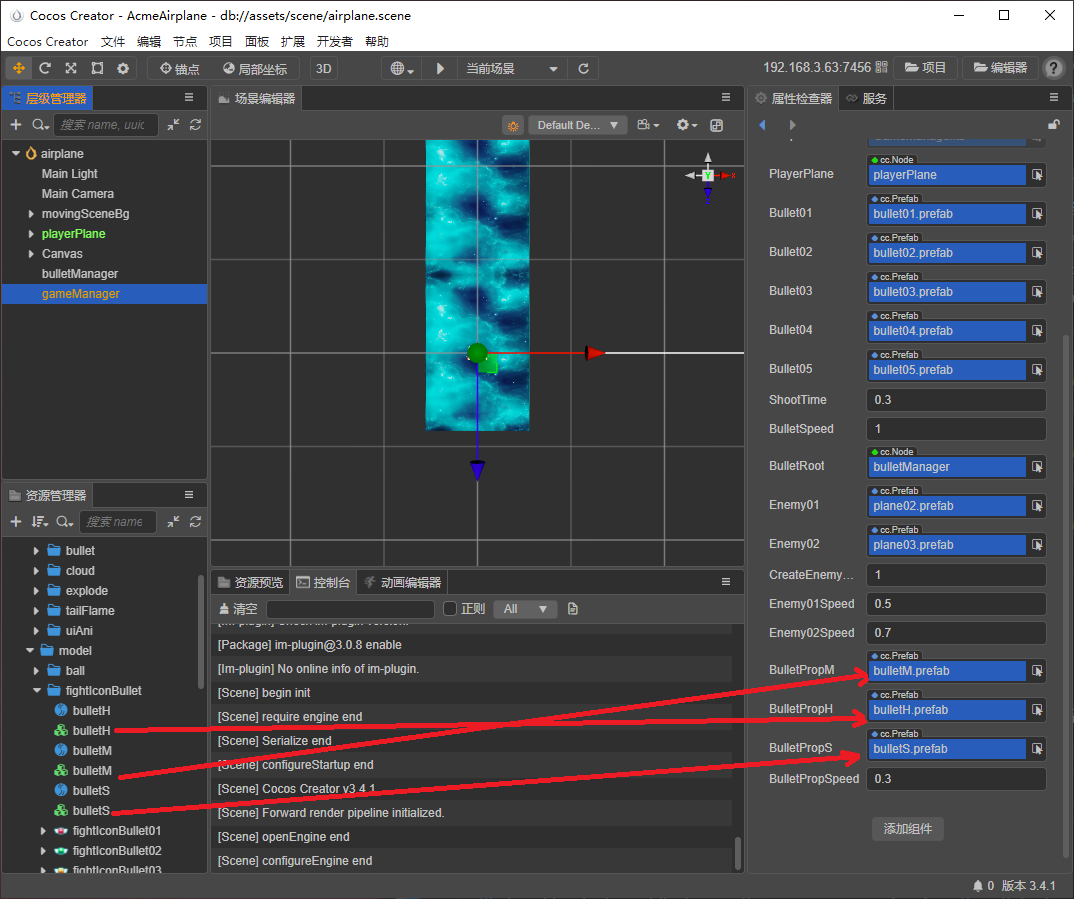 Cocos Creator - AcmeAirplane - db://assets/scene/airplane.scene
Cocos Creator 文件 编辑 节点 项目 面板 扩展 开发者 帮助
锚点 局部坐标 3D 当前场景 192.168.3.63:7456 项目 编辑器 ?
层级管理器
搜索 name, uuic
airplane
Main Light
Main Camera
movingSceneBg
playerPlane
Canvas
bulletManager
gameManager
资源管理器
搜索 name
bullet
cloud
explode
tailFlame
uiAni
model
ball
fightIconBullet
bulletH
bulletH
bulletM
bulletM
bulletS
bulletS
fightIconBullet01
fightIconBullet02
fightIconBullet03
场景编辑器
Default De...
Y
资源预览 控制台 动画编辑器
清空 正则 All
[Im-plugin] Check im-plugin version.
[Package] im-plugin@3.0.8 enable
[Im-plugin] No online info of im-plugin.
[Scene] begin init
[Scene] require engine end
[Scene] Serialize end
[Scene] configureStartup end
[Scene] Cocos Creator v3.4.1
[Scene] Forward render pipeline initialized.
[Scene] openEngine end
[Scene] configureEngine end
属性检查器 服务
cc.Node
PlayerPlane playerPlane
cc.Prefab
Bullet01 bullet01.prefab
cc.Prefab
Bullet02 bullet02.prefab
cc.Prefab
Bullet03 bullet03.prefab
cc.Prefab
Bullet04 bullet04.prefab
cc.Prefab
Bullet05 bullet05.prefab
ShootTime 0.3
BulletSpeed 1
cc.Node
BulletRoot bulletManager
cc.Prefab
Enemy01 plane02.prefab
cc.Prefab
Enemy02 plane03.prefab
CreateEnemy... 1
Enemy01Speed 0.5
Enemy02Speed 0.7
cc.Prefab
BulletPropM bulletM.prefab
cc.Prefab
BulletPropH bulletH.prefab
cc.Prefab
BulletPropS bulletS.prefab
BulletPropSpeed 0.3
添加组件
0 版本 3.4.1